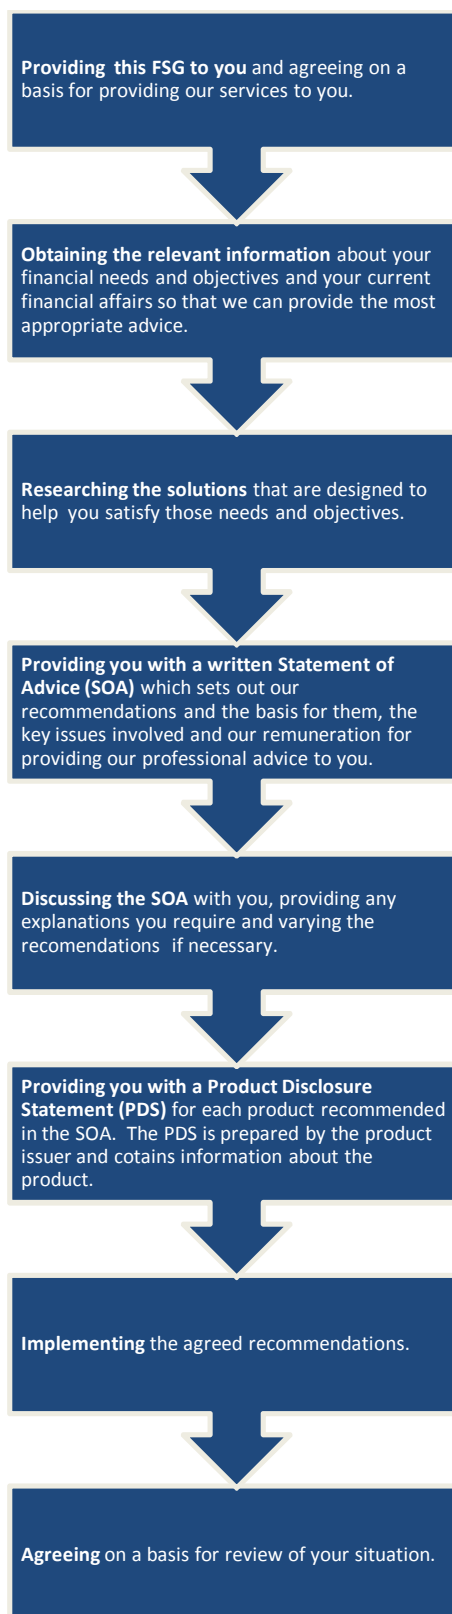 Providing this FSG to you and agreeing on a
basis for providing our services to you.
Obtaining the relevant information about your
financial needs and objectives and your current
financial affairs so that we can provide the most
appropriate advice.
Researching the solutions that are designed to
help you satisfy those needs and objectives.
Providing you with a written Statement of
Advice (SOA) which sets out our
recommendations and the basis for them, the
key issues involved and our remuneration for
providing our professional advice to you.
Discussing the SOA with you, providing any
explanations you require and varying the
recomendations if necessary.
Providing you with a Product Disclosure
Statement (PDS) for each product recommended
in the SOA. The PDS is prepared by the product
issuer and cotains information about the
product.
Implementing the agreed recommendations.
Agreeing on a basis for review of your situation.